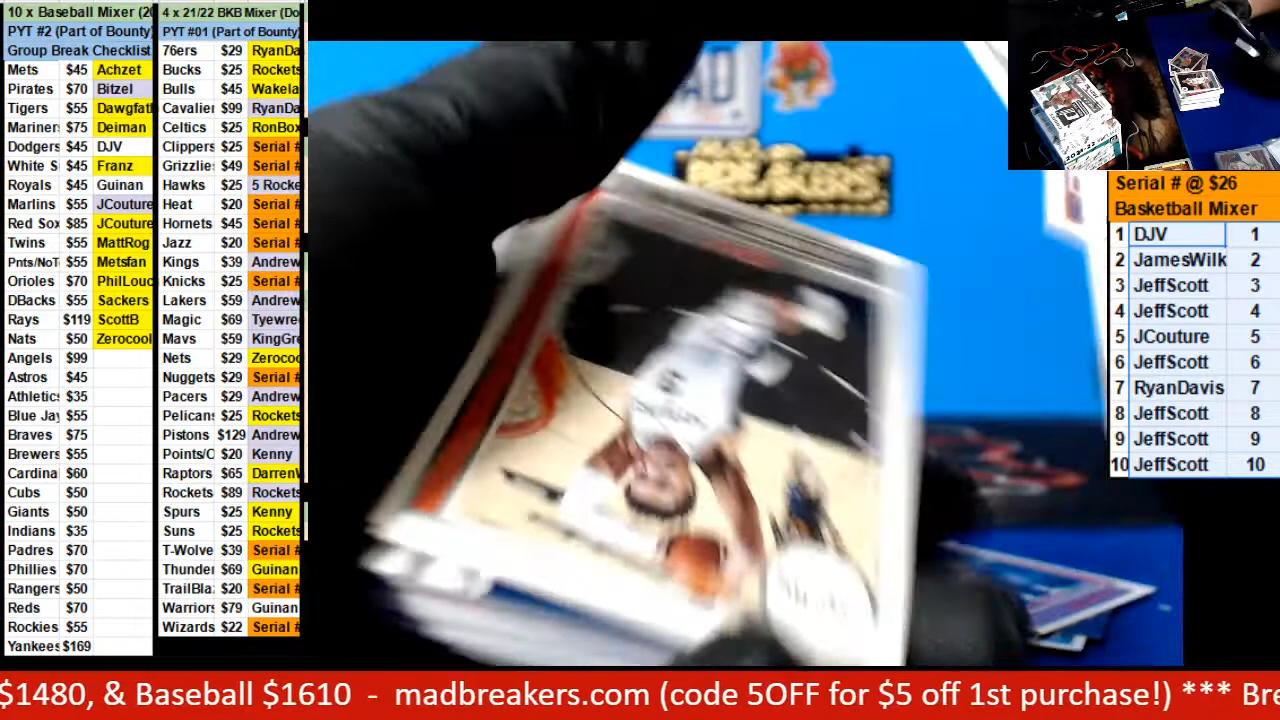 10 x Baseball Mixer (20
PYT #2 (Part of Bounty)
Group Break Checklist
Mets $45 Achzet
Pirates $70 Bitzel
Tigers $55 Dawgfath
Mariner $75 Deiman
Dodgers $45 DJV
White S $45 Franz
Royals $45 Guinan
Marlins $55 JCouture
Red Sox $85 JCouture
Twins $55 MattRog
Pnts/NoT $55 Metsfan
Orioles $70 PhilLouc
DBacks $55 Sackers
Rays $119 ScottB
Nats $50 Zerocool
Angels $99
Astros $45
Athletic $35
Blue Jay $55
Braves $75
Brewers $55
Cardina $60
Cubs $50
Giants $50
Indians $35
Padres $70
Phillies $70
Rangers $50
Reds $70
Rockies $55
Yankees $169
4 x 21/22 BKB Mixer (Do
PYT #01 (Part of Bounty)
76ers $29 RyanDa
Bucks $25 Rockets
Bulls $45 Wakela
Cavalier $99 RyanDa
Celtics $25 RonBox
Clippers $25 Serial #
Grizzlie $49 Serial #
Hawks $25 5 Rocke
Heat $20 Serial #
Hornets $45 Serial #
Jazz $20 Serial #
Kings $39 Andrew
Knicks $25 Serial #
Lakers $59 Andrew
Magic $69 Tyewre
Mavs $59 KingGre
Nets $29 Zerocoo
Nuggets $29 Serial #
Pacers $29 Andrew
Pelicans $25 Rockets
Pistons $129 Andrew
Points/C $20 Kenny
Raptors $65 DarrenW
Rockets $89 Rockets
Spurs $25 Kenny
Suns $25 Rockets
T-Wolve $39 Serial #
Thunder $69 Guinan
TrailBla $20 Serial #
Warriors $79 Guinan
Wizards $22 Serial #
BREAKERS
Serial # @ $26
Basketball Mixer
1 DJV 1
2 JamesWilk 2
3 JeffScott 3
4 JeffScott 4
5 JCouture 5
6 JeffScott 6
7 RyanDavis 7
8 JeffScott 8
9 JeffScott 9
10 JeffScott 10
$1480, & Baseball $1610 - madbreakers.com (code 5OFF for $5 off 1st purchase!) *** Bre